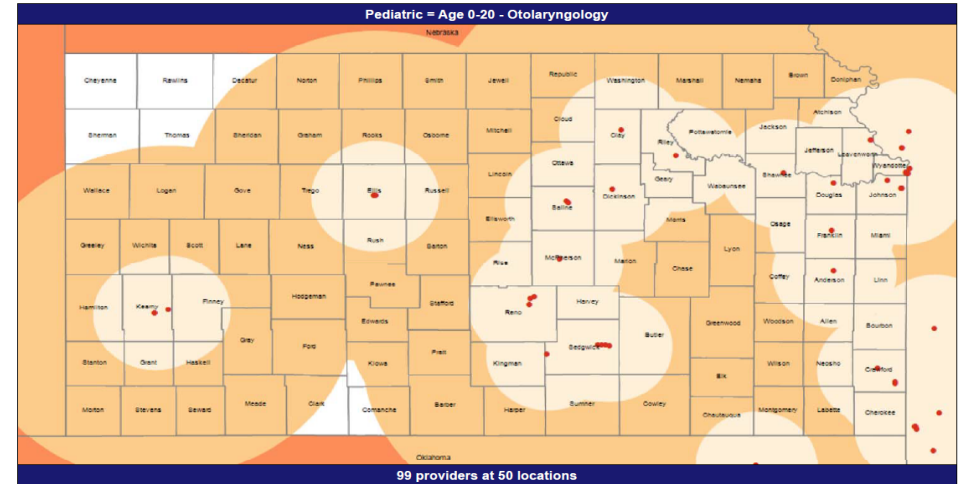 Pediatric = Age 0-20 - Otolaryngology
Nebraska
Cheyenne Rawlins Decatur Norton Phillips Smith Jewell Republic Washington Marshall Nemaha Brown Doniphan
Atchison
Sherman Thomas Sheridan Graham Rooks Osborne Mitchell Cloud Clay Riley Pottawatomie Jackson
Jefferson Leavenworth
Wyandotte
Wallace Logan Gove Trego Ellis Russell Lincoln Ottawa Dickinson Geary Wabaunsee Shawnee Douglas Johnson
Ellsworth Saline Morris Osage Franklin Miami
Greeley Wichita Scott Lane Ness Rush Barton Rice McPherson Marion Chase Lyon Coffey Anderson Linn
Hamilton Kearny Finney Hodgeman Pawnee Stafford Reno Harvey
Edwards
Gray Ford Kiowa Pratt Kingman Sedgwick Butler Greenwood Woodson Allen Bourbon
Stanton Grant Haskell Elk Wilson Neosho Crawford
Morton Stevens Seward Meade Clark Comanche Barber Harper Sumner Cowley Chautauqua Montgomery Labette Cherokee
Oklahoma
99 providers at 50 locations